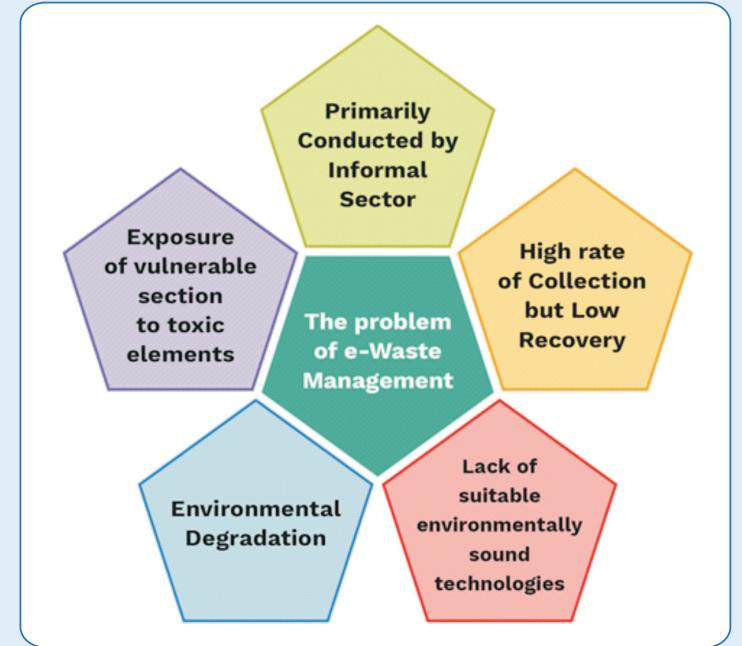 Primarily
Conducted by
Informal
Sector
Exposure
of vulnerable
section
to toxic
elements
High rate
of Collection
but Low
Recovery
The problem
of e-Waste
Management
Environmental
Degradation
Lack of
suitable
environmentally
sound
technologies